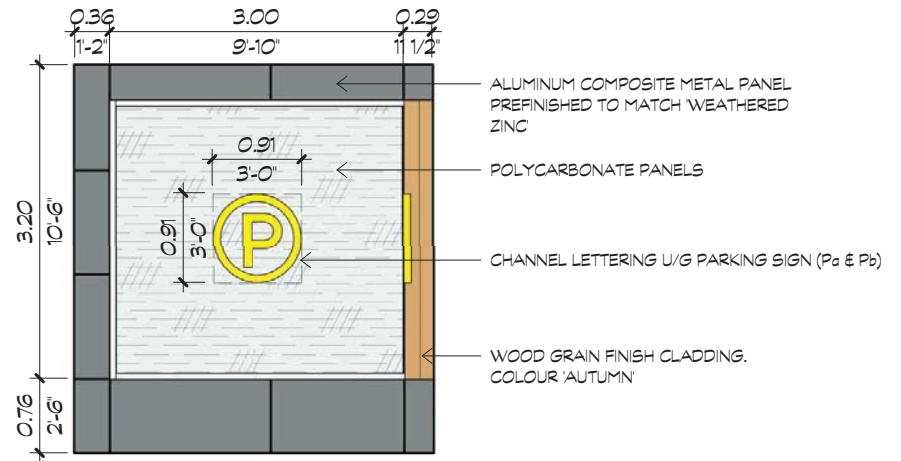 0.36 3.00 0.29
1'-2" 9'-10" 11 1/2"
ALUMINUM COMPOSITE METAL PANEL
PREFINISHED TO MATCH 'WEATHERED
ZINC'
0.91
3'-0"
POLYCARBONATE PANELS
3.20
10'-6"
0.91
3'-0"
P
CHANNEL LETTERING U/G PARKING SIGN (Pa & Pb)
WOOD GRAIN FINISH CLADDING.
COLOUR 'AUTUMN'
0.76
2'-6"